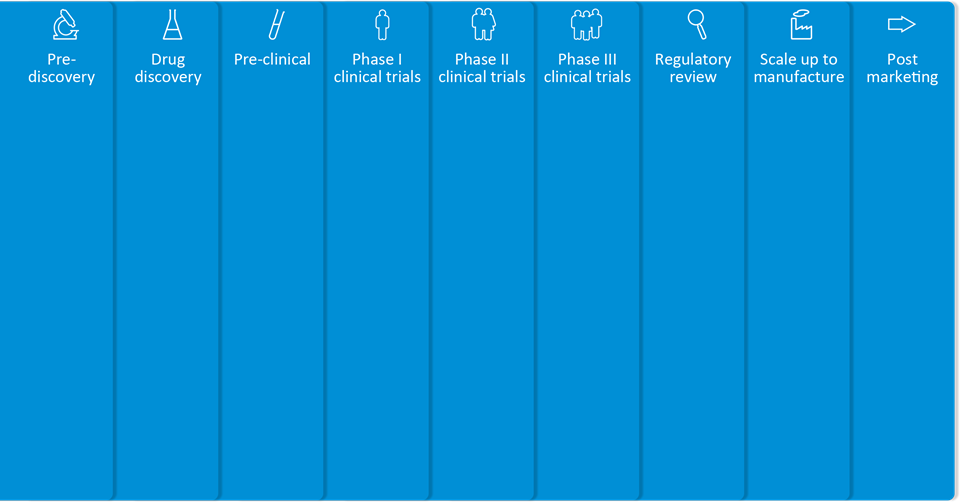 Pre-
discovery
Drug
discovery
Pre-clinical
Phase I
clinical trials
Phase II
clinical trials
Phase III
clinical trials
Regulatory
review
Scale up to
manufacture
Post
marketing